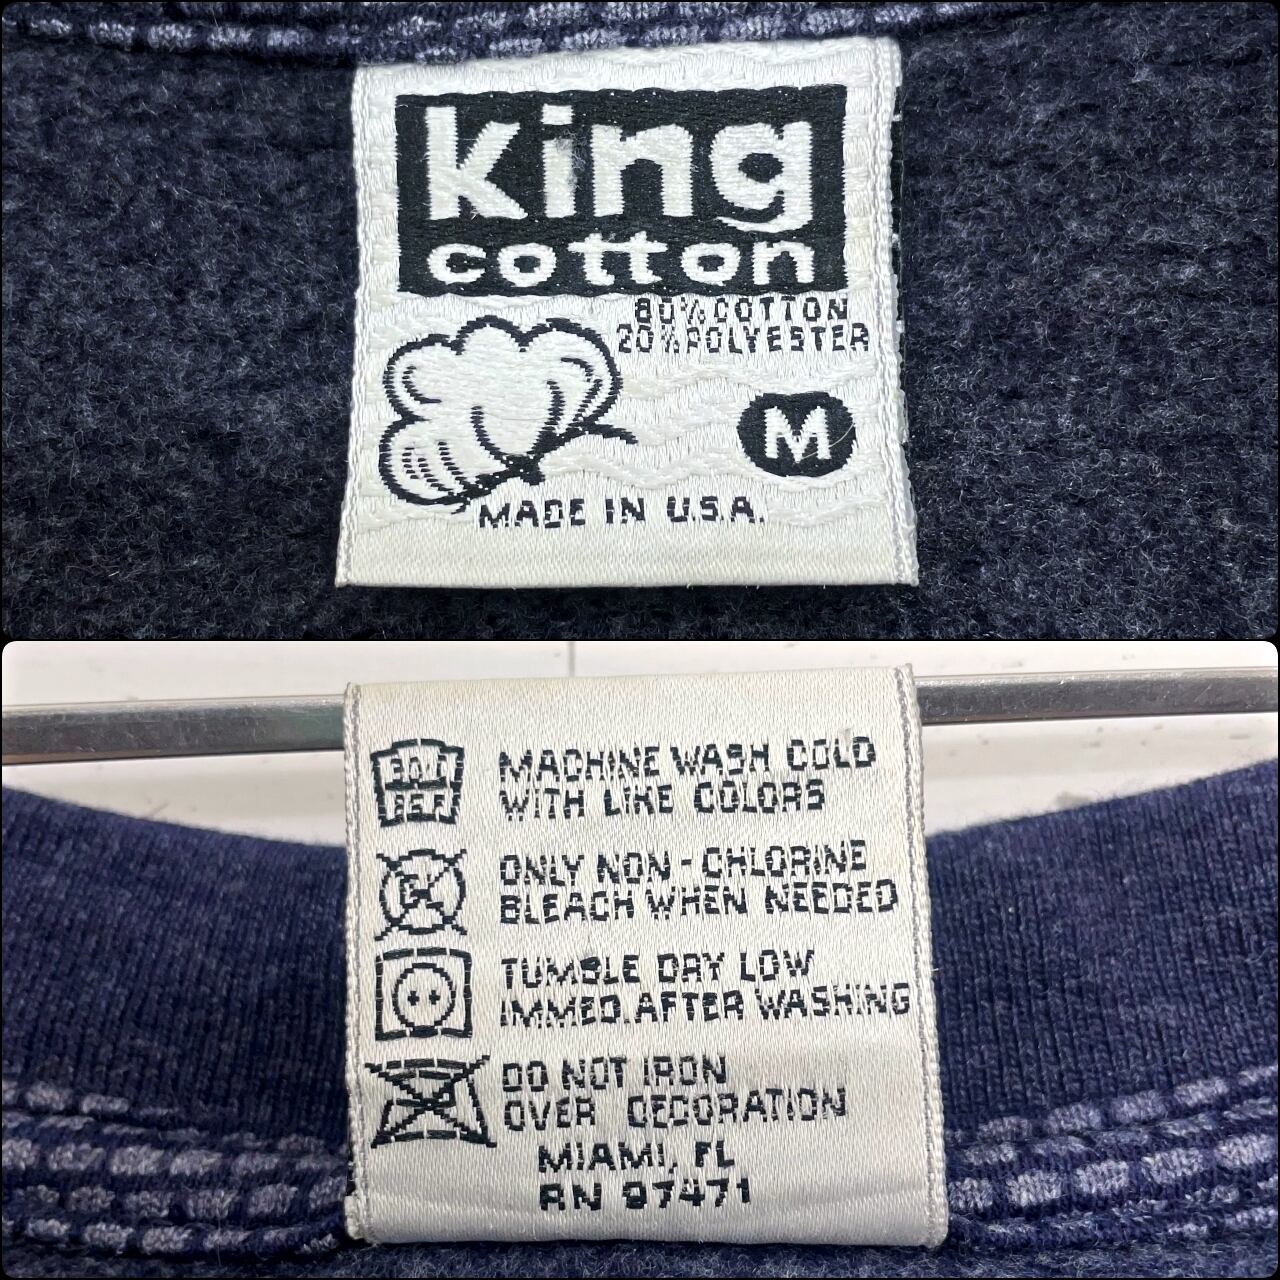 king
cotton
80% COTTON
20% POLYESTER
M
MADE IN U.S.A.
MACHINE WASH COLD
WITH LIKE COLORS
ONLY NON-CHLORINE
BLEACH WHEN NEEDED
TUMBLE DRY LOW
IMMED. AFTER WASHING
DO NOT IRON
OVER DECORATION
MIAMI, FL
RN 97471